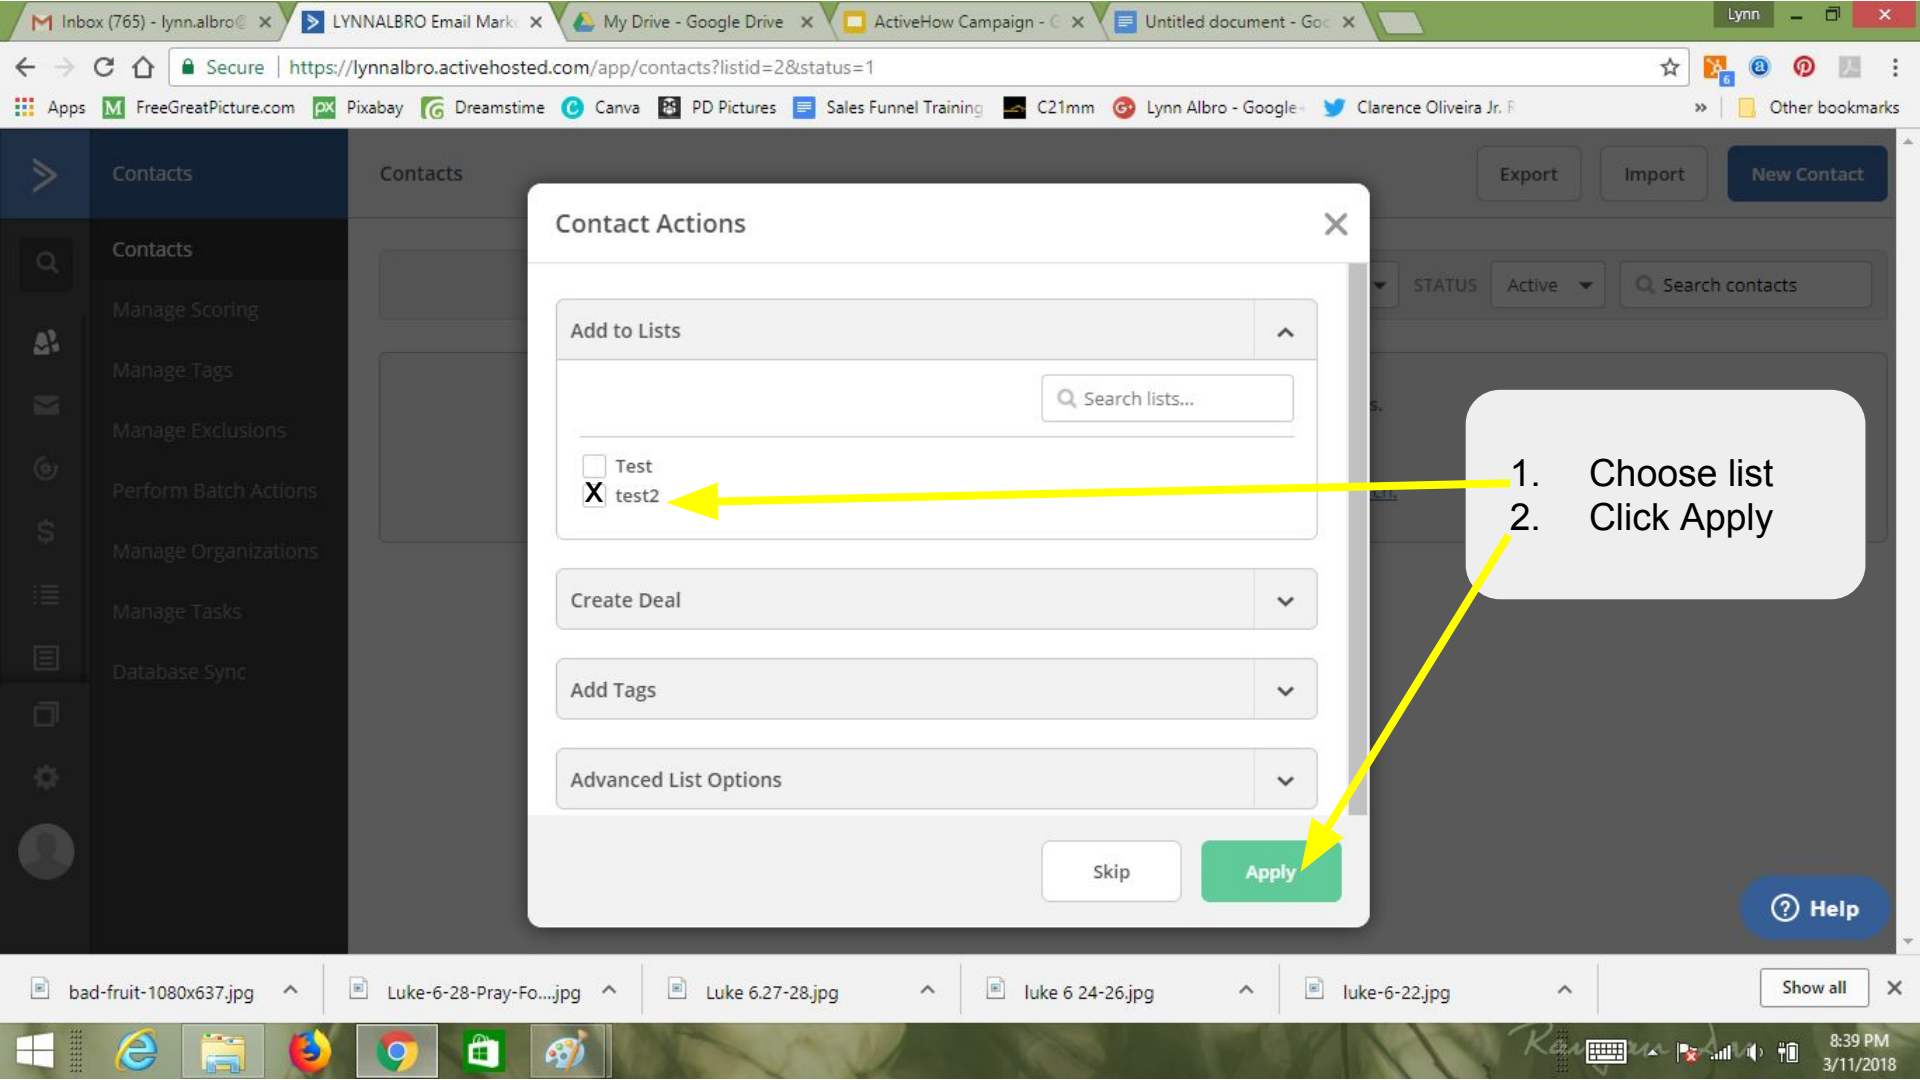 Inbox (765) - lynn.albro@
LYNNALBRO Email Mark
My Drive - Google Drive
ActiveHow Campaign - G
Untitled document - Goo
Lynn
Secure
https://lynnalbro.activehosted.com/app/contacts?listid=2&status=1
6
Apps
FreeGreatPicture.com
Pixabay
Dreamstime
Canva
PD Pictures
Sales Funnel Training
C21mm
Lynn Albro - Google+
Clarence Oliveira Jr. R
»
Other bookmarks
Contacts
Contacts
Export
Import
New Contact
Contacts
Manage Scoring
Manage Tags
Manage Exclusions
Perform Batch Actions
Manage Organizations
Manage Tasks
Database Sync
STATUS
Active
Search contacts
Contact Actions
Add to Lists
Search lists...
Test
X test2
Create Deal
Add Tags
Advanced List Options
Skip
Apply
s.
ch.
1. Choose list
2. Click Apply
Help
bad-fruit-1080x637.jpg
Luke-6-28-Pray-Fo....jpg
Luke 6.27-28.jpg
luke 6 24-26.jpg
luke-6-22.jpg
Show all
8:39 PM
3/11/2018